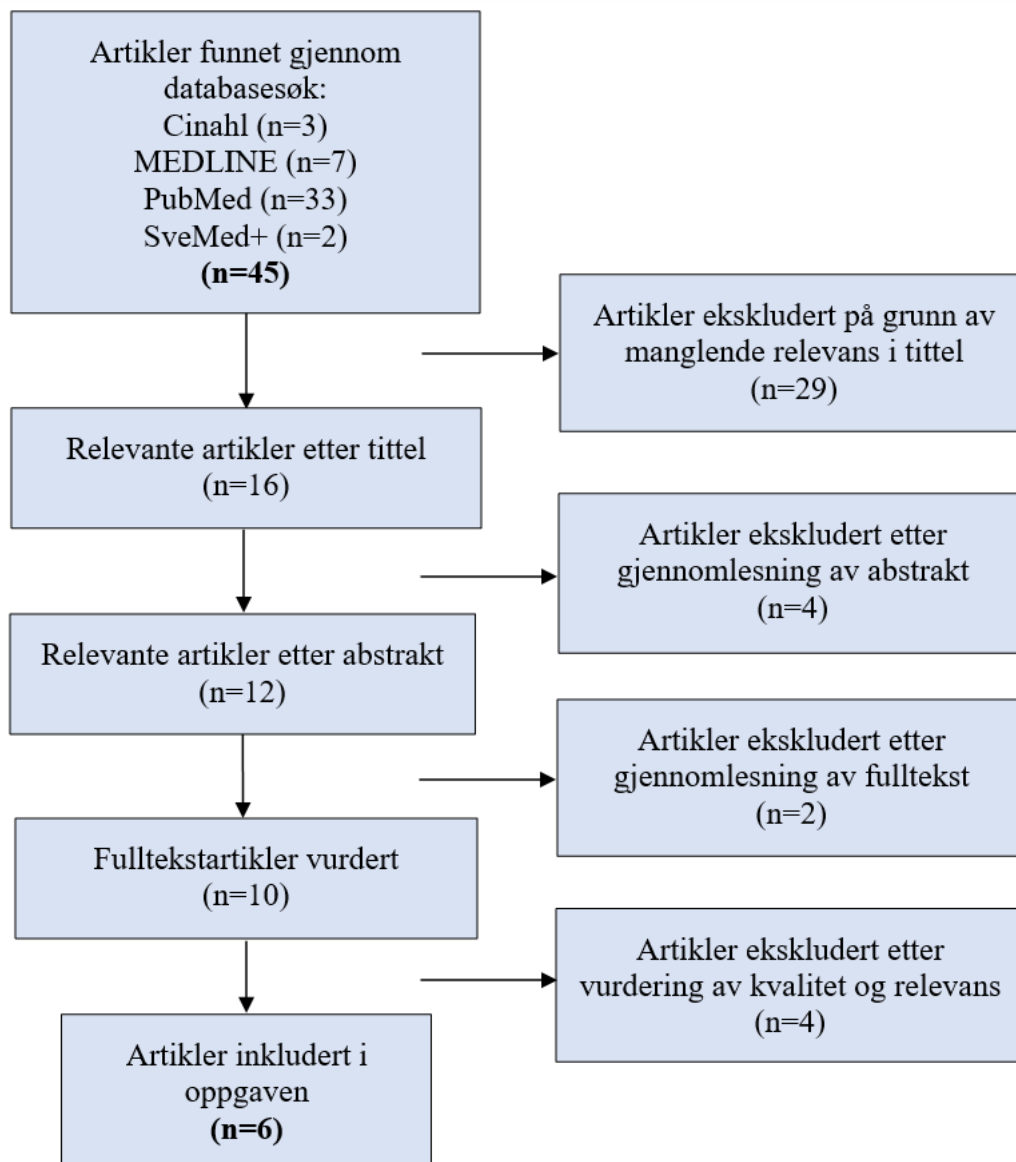 Artikler funnet gjennom
databasesøk:
Cinahl (n=3)
MEDLINE (n=7)
PubMed (n=33)
SveMed+ (n=2)
(n=45)
Artikler ekskludert på grunn av
manglende relevans i tittel
(n=29)
Relevante artikler etter tittel
(n=16)
Artikler ekskludert etter
gjennomlesning av abstrakt
(n=4)
Relevante artikler etter abstrakt
(n=12)
Artikler ekskludert etter
gjennomlesning av fulltekst
(n=2)
Fulltekstartikler vurdert
(n=10)
Artikler ekskludert etter
vurdering av kvalitet og relevans
(n=4)
Artikler inkludert i
oppgaven
(n=6)